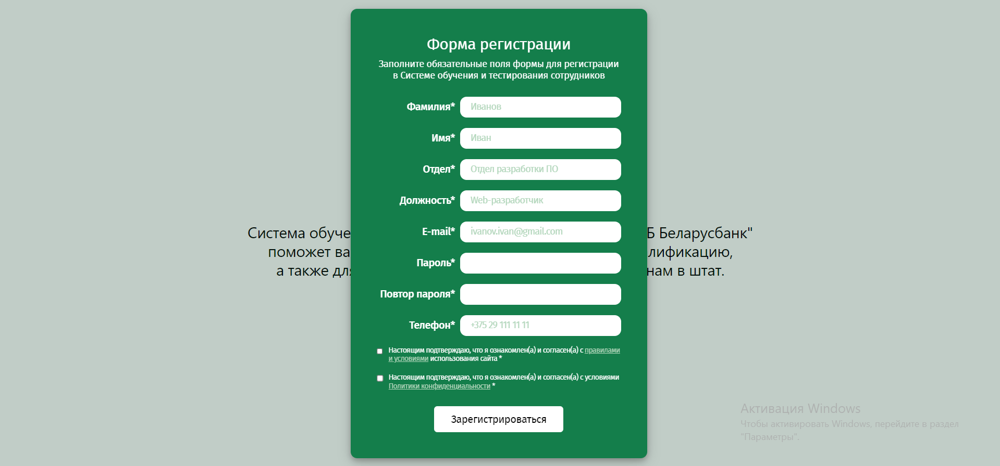 Форма регистрации
Заполните обязательные поля формы для регистрации
в Системе обучения и тестирования сотрудников
Фамилия* Иванов
Имя* Иван
Отдел* Отдел разработки ПО
Должность* Web-разработчик
E-mail* ivanov.ivan@gmail.com
Пароль*
Повтор пароля*
Телефон* +375 29 111 11 11
Настоящим подтверждаю, что я ознакомлен(а) и согласен(а) с правилами
и условиями использования сайта *
Настоящим подтверждаю, что я ознакомлен(а) и согласен(а) с условиями
Политики конфиденциальности *
Зарегистрироваться
Система обуче Б Беларусбанк"
поможет ва лификацию,
а также для нам в штат.
Активация Windows
Чтобы активировать Windows, перейдите в раздел
"Параметры".